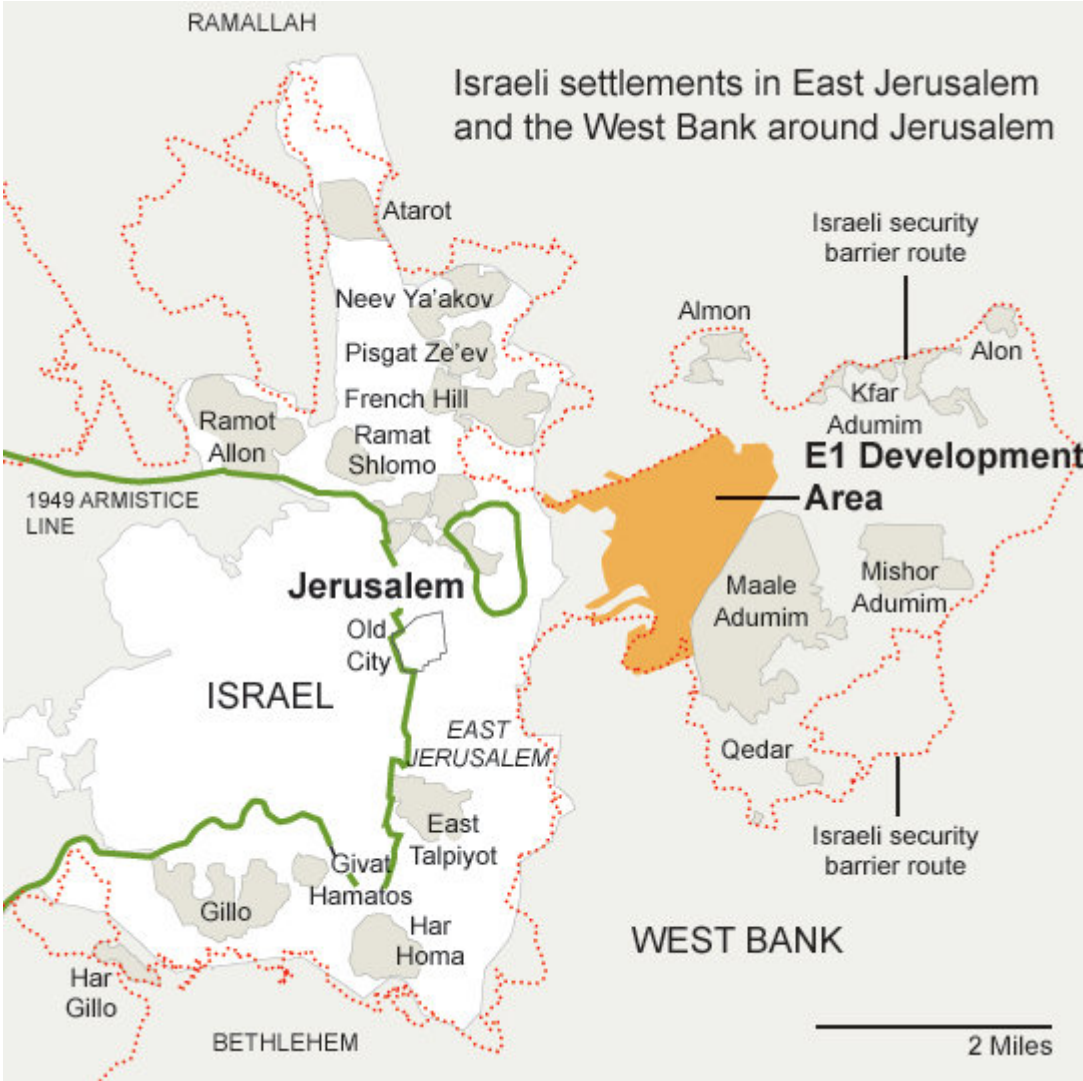 RAMALLAH
Israeli settlements in East Jerusalem
and the West Bank around Jerusalem
Atarot
Israeli security
barrier route
Neev Ya'akov
Almon
Alon
Pisgat Ze'ev
French Hill
Kfar
Adumim
Ramot
Allon
Ramat
Shlomo
E1 Development
Area
1949 ARMISTICE
LINE
Maale
Adumim
Mishor
Adumim
Jerusalem
Old
City
ISRAEL
EAST
JERUSALEM
Qedar
East
Talpiyot
Israeli security
barrier route
Givat
Hamatos
Gillo
Har
Homa
WEST BANK
Har
Gillo
BETHLEHEM
2 Miles